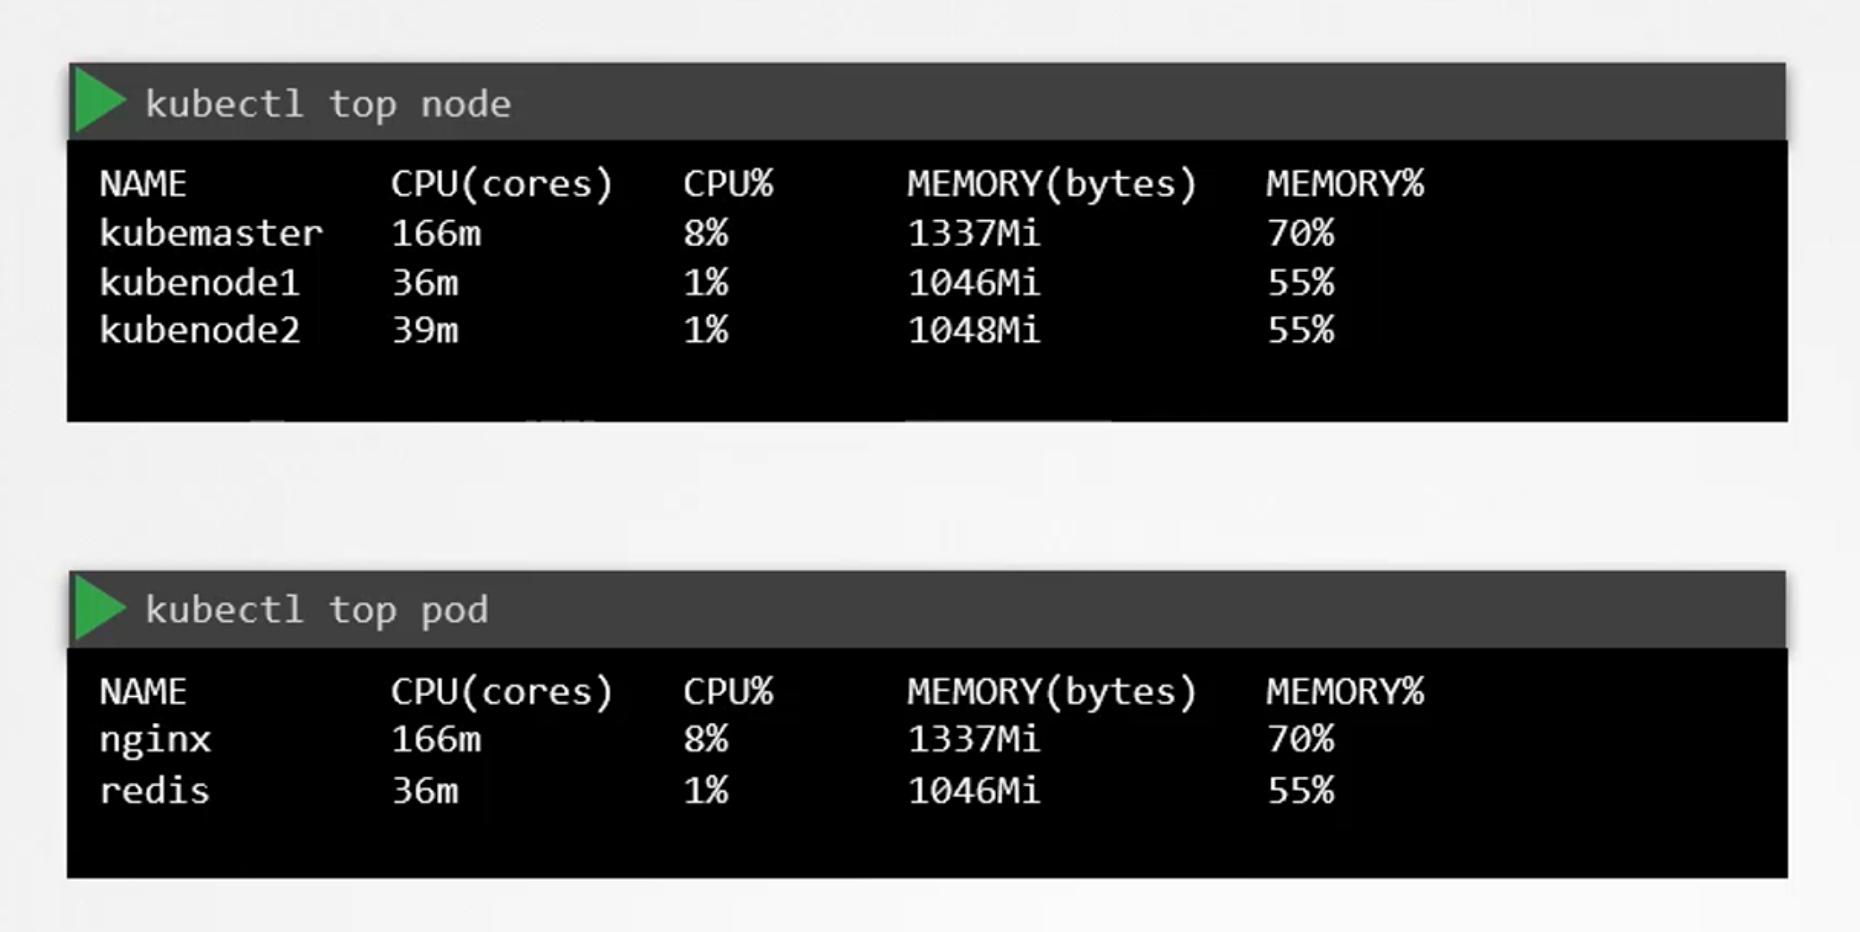 kubectl top node
NAME CPU(cores) CPU% MEMORY(bytes) MEMORY%
kubemaster 166m 8% 1337Mi 70%
kubenode1 36m 1% 1046Mi 55%
kubenode2 39m 1% 1048Mi 55%
kubectl top pod
NAME CPU(cores) CPU% MEMORY(bytes) MEMORY%
nginx 166m 8% 1337Mi 70%
redis 36m 1% 1046Mi 55%